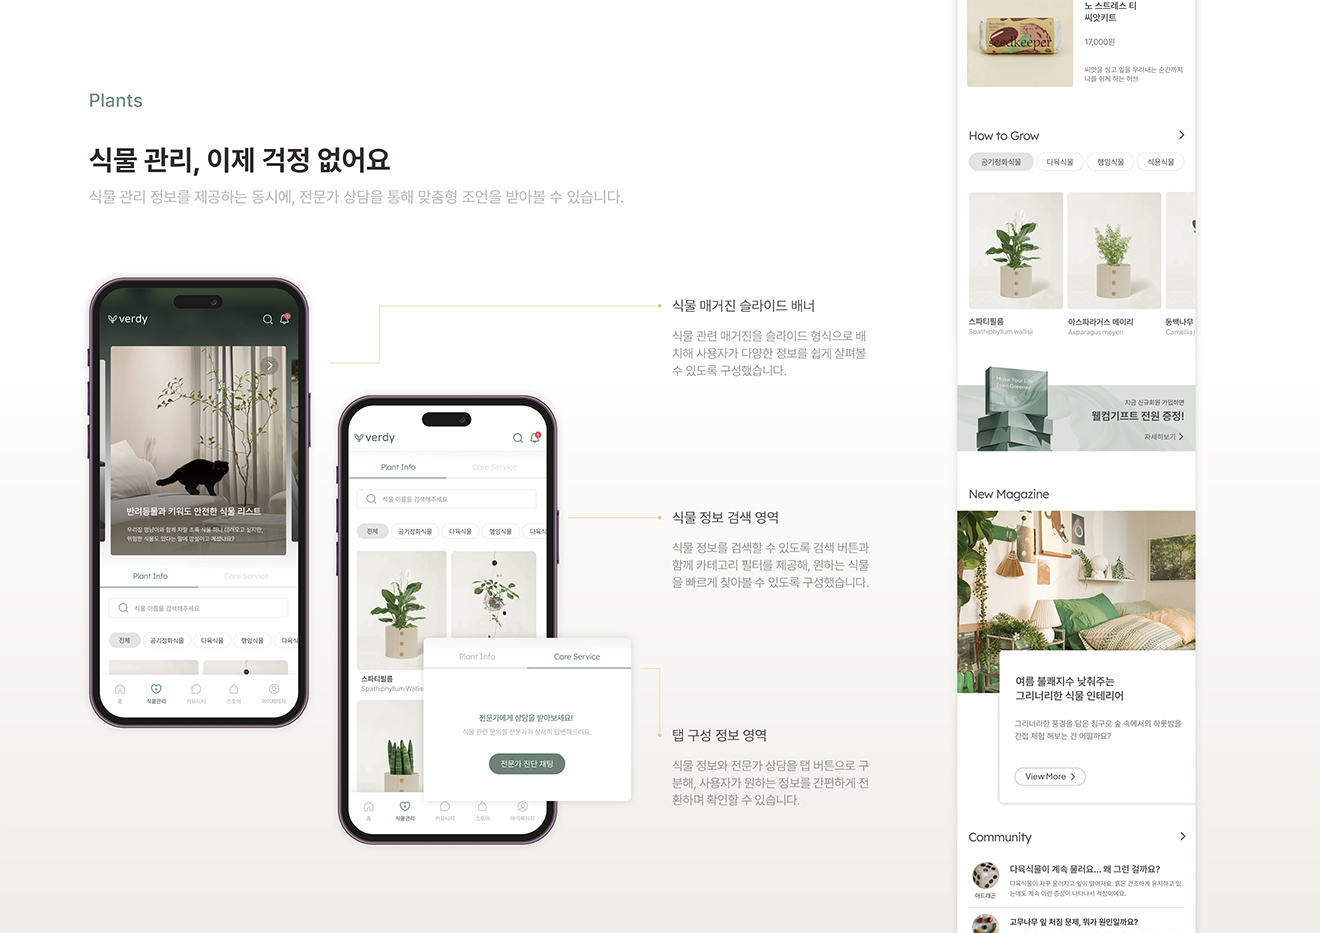 Plants
식물 관리, 이제 걱정 없어요
식물 관리 정보를 제공하는 동시에, 전문가 상담을 통해 맞춤형 조언을 받아볼 수 있습니다.
verdy
반려동물과 키워도 안전한 식물 리스트
우리집 댕냥이와 함께 자랄 초록 식물 하나 데려오고 싶지만,
위험한 식물도 있다는 말에 망설이고 계셨나요?
Plant Info
Care Service
식물 이름을 검색해주세요
전체
공기정화식물
다육식물
행잉식물
다육식
홈
식물관리
커뮤니티
스토어
마이페이지
verdy
Plant Info
Care Service
식물 이름을 검색해주세요
전체
공기정화식물
다육식물
행잉식물
다육식
스파티필름
Spathiphyllum Wallisii
Plant Info
Care Service
전문가에게 상담을 받아보세요!
식물 관련 문의를 전문가가 상세히 답변해드려요.
전문가 진단 채팅
홈
식물관리
커뮤니티
스토어
마이페이지
식물 매거진 슬라이드 배너
식물 관련 매거진을 슬라이드 형식으로 배
치해 사용자가 다양한 정보를 쉽게 살펴볼
수 있도록 구성했습니다.
식물 정보 검색 영역
식물 정보를 검색할 수 있도록 검색 버튼과
함께 카테고리 필터를 제공해, 원하는 식물
을 빠르게 찾아볼 수 있도록 구성했습니다.
탭 구성 정보 영역
식물 정보와 전문가 상담을 탭 버튼으로 구
분해, 사용자가 원하는 정보를 간편하게 전
환하며 확인할 수 있습니다.
seedkeeper
노 스트레스 티
씨앗키트
17,000원
씨앗을 심고 잎을 우려내는 순간까지
나를 쉬게 하는 허브
How to Grow
공기정화식물
다육식물
행잉식물
식용식물
스파티필름
Spathiphyllum wallisii
아스파라거스 메이리
Asparagus meyeri
동백나무
Camellia j
Make Your Life
Even Greener
지금 신규회원 가입하면
웰컴기프트 전원 증정!
자세히보기
New Magazine
여름 불쾌지수 낮춰주는
그리너리한 식물 인테리어
그리너리한 풍경을 담은 침구로 숲 속에서의 하룻밤을
간접 체험 해보는 건 어떨까요?
View More
Community
아드레곤
다육식물이 계속 물러요... 왜 그런 걸까요?
다육식물이 자꾸 물러지고 잎이 떨어져요. 흙은 건조하게 유지하고 있
는데도 계속 이런 증상이 나타나서 걱정이에요.
고무나무 잎 처짐 문제, 뭐가 원인일까요?